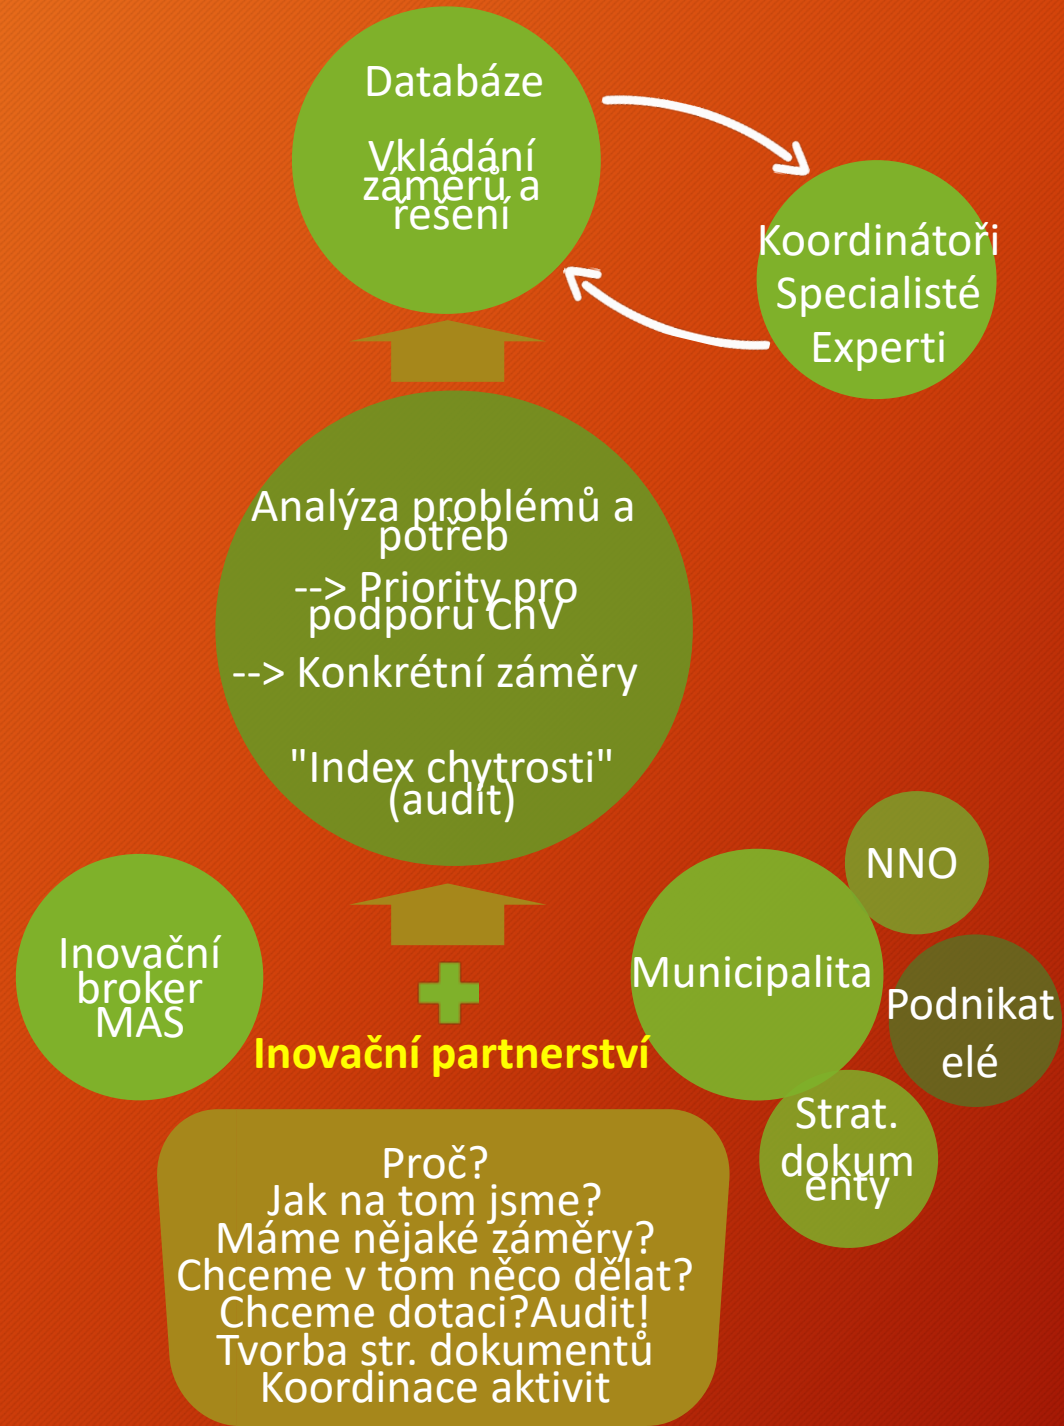 Databáze
Vkládání
záměrů a
řešení
Koordinátoři
Specialisté
Experti
Analýza problémů a
potřeb
--> Priority pro
podporu ChV
--> Konkrétní záměry
"Index chytrosti"
(audit)
Inovační
broker
MAS
Inovační partnerství
Municipalita
NNO
Podnikat
elé
Strat.
dokum
enty
Proč?
Jak na tom jsme?
Máme nějaké záměry?
Chceme v tom něco dělat?
Chceme dotaci?Audit!
Tvorba str. dokumentů
Koordinace aktivit